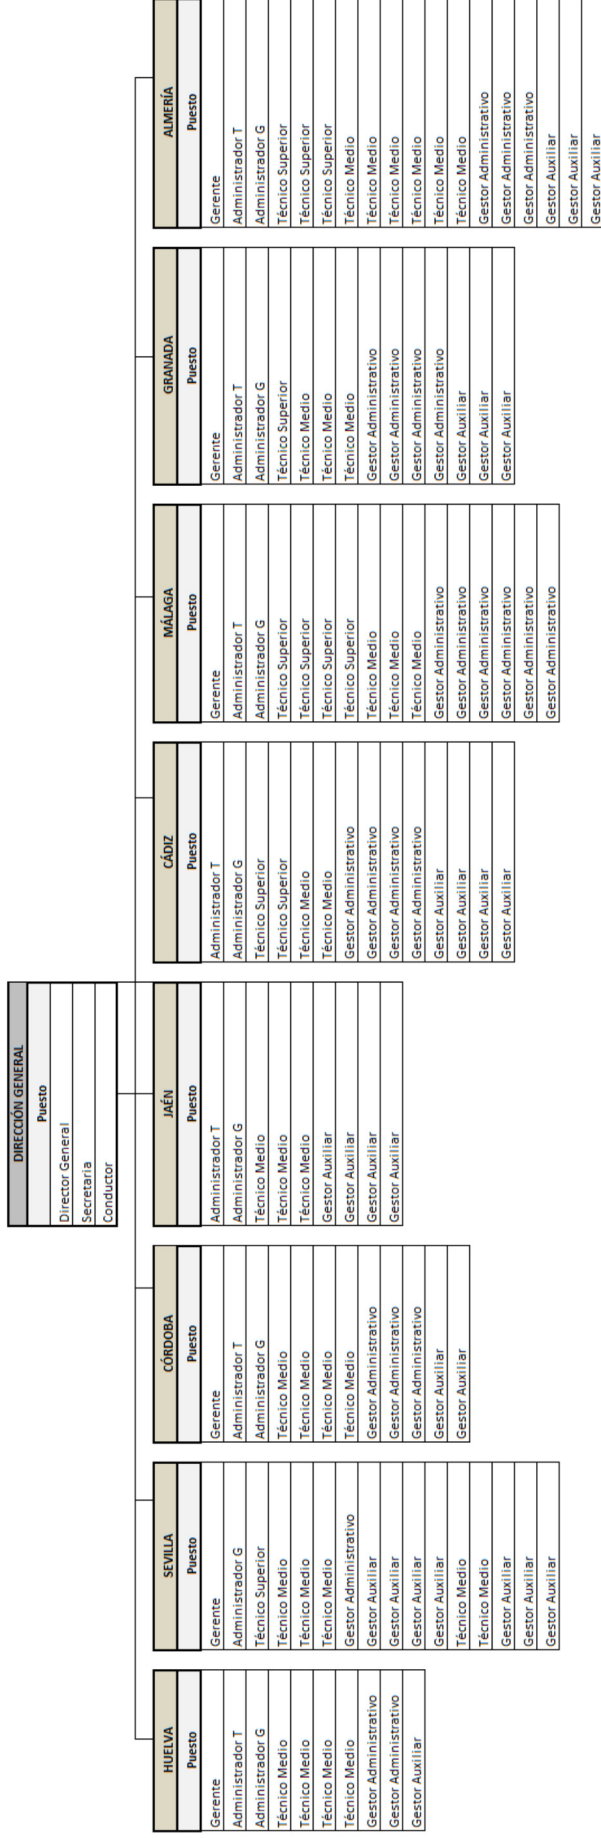 DIRECCIÓN GENERAL
Puesto
Director General
Secretaria
Conductor
HUELVA
Puesto
Gerente
Administrador T
Administrador G
Técnico Medio
Técnico Medio
Técnico Medio
Técnico Medio
Gestor Administrativo
Gestor Administrativo
Gestor Auxiliar
SEVILLA
Puesto
Gerente
Administrador G
Técnico Superior
Técnico Medio
Técnico Medio
Técnico Medio
Gestor Administrativo
Gestor Auxiliar
Gestor Auxiliar
Gestor Auxiliar
Gestor Auxiliar
Técnico Medio
Técnico Medio
Gestor Auxiliar
Gestor Auxiliar
Gestor Auxiliar
CÓRDOBA
Puesto
Gerente
Administrador T
Administrador G
Técnico Medio
Técnico Medio
Técnico Medio
Técnico Medio
Gestor Administrativo
Gestor Administrativo
Gestor Administrativo
Gestor Auxiliar
Gestor Auxiliar
JAÉN
Puesto
Administrador T
Administrador G
Técnico Medio
Técnico Medio
Técnico Medio
Gestor Auxiliar
Gestor Auxiliar
Gestor Auxiliar
Gestor Auxiliar
CÁDIZ
Puesto
Administrador T
Administrador G
Técnico Superior
Técnico Superior
Técnico Medio
Técnico Medio
Gestor Administrativo
Gestor Administrativo
Gestor Administrativo
Gestor Administrativo
Gestor Auxiliar
Gestor Auxiliar
Gestor Auxiliar
Gestor Auxiliar
MÁLAGA
Puesto
Gerente
Administrador T
Administrador G
Técnico Superior
Técnico Superior
Técnico Superior
Técnico Superior
Técnico Medio
Técnico Medio
Técnico Medio
Gestor Administrativo
Gestor Administrativo
Gestor Administrativo
Gestor Administrativo
Gestor Administrativo
Gestor Administrativo
GRANADA
Puesto
Gerente
Administrador T
Administrador G
Técnico Superior
Técnico Medio
Técnico Medio
Técnico Medio
Gestor Administrativo
Gestor Administrativo
Gestor Administrativo
Gestor Administrativo
Gestor Auxiliar
Gestor Auxiliar
Gestor Auxiliar
ALMERÍA
Puesto
Gerente
Administrador T
Administrador G
Técnico Superior
Técnico Superior
Técnico Superior
Técnico Medio
Técnico Medio
Técnico Medio
Técnico Medio
Técnico Medio
Técnico Medio
Gestor Administrativo
Gestor Administrativo
Gestor Administrativo
Gestor Auxiliar
Gestor Auxiliar
Gestor Auxiliar